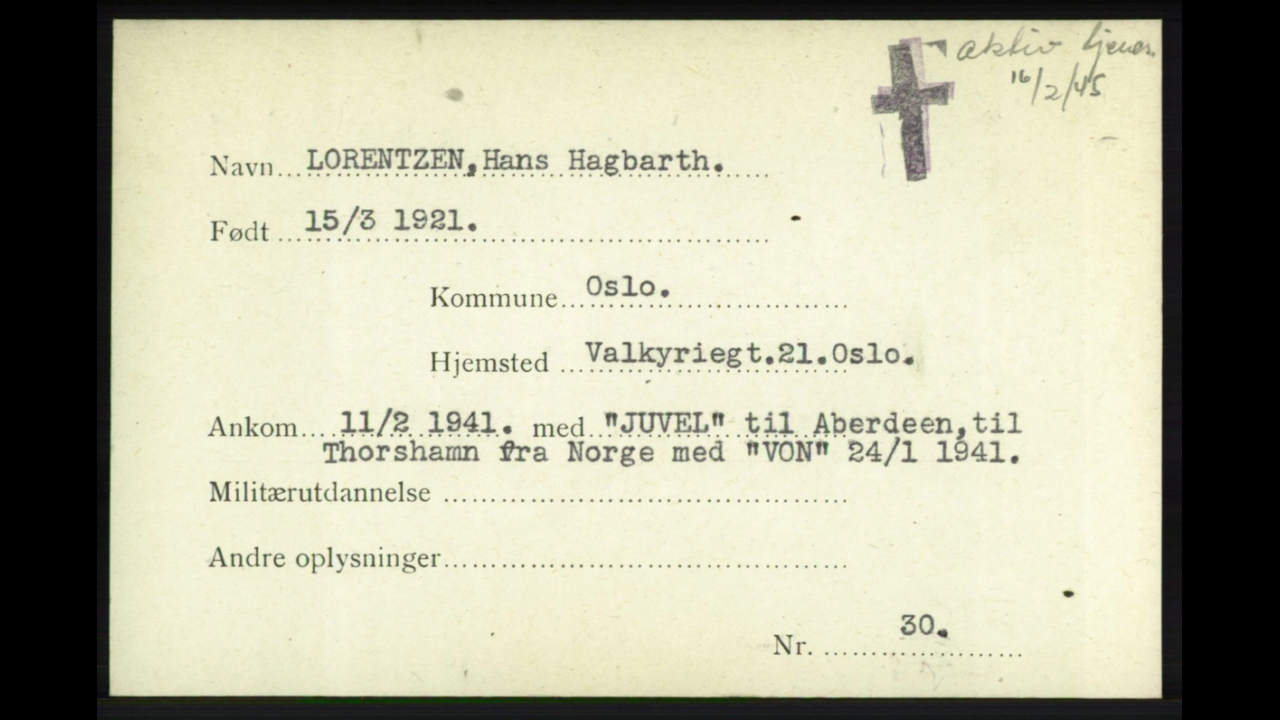 aktiv tjenes.
16/2/45
Navn... LORENTZEN,Hans Hagbarth.
Født ... 15/3 1921.
Kommune... Oslo.
Hjemsted ... Valkyriegt.21.Oslo.
Ankom... 11/2 1941. med "JUVEL" til Aberdeen,til
Thorshamn fra Norge med "VON" 24/1 1941.
Militærutdannelse ...
Andre oplysninger...
30.
Nr. ...